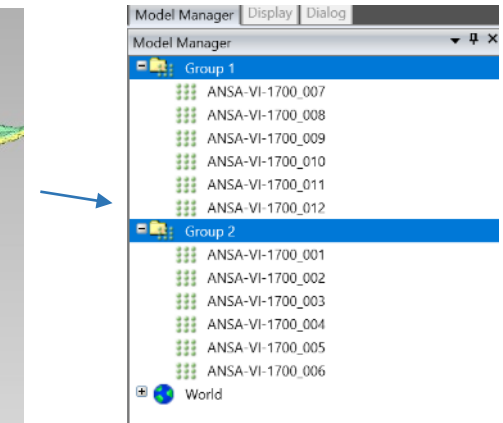 Model Manager Display Dialog
Model Manager
Group 1
ANSA-VI-1700_007
ANSA-VI-1700_008
ANSA-VI-1700_009
ANSA-VI-1700_010
ANSA-VI-1700_011
ANSA-VI-1700_012
Group 2
ANSA-VI-1700_001
ANSA-VI-1700_002
ANSA-VI-1700_003
ANSA-VI-1700_004
ANSA-VI-1700_005
ANSA-VI-1700_006
World